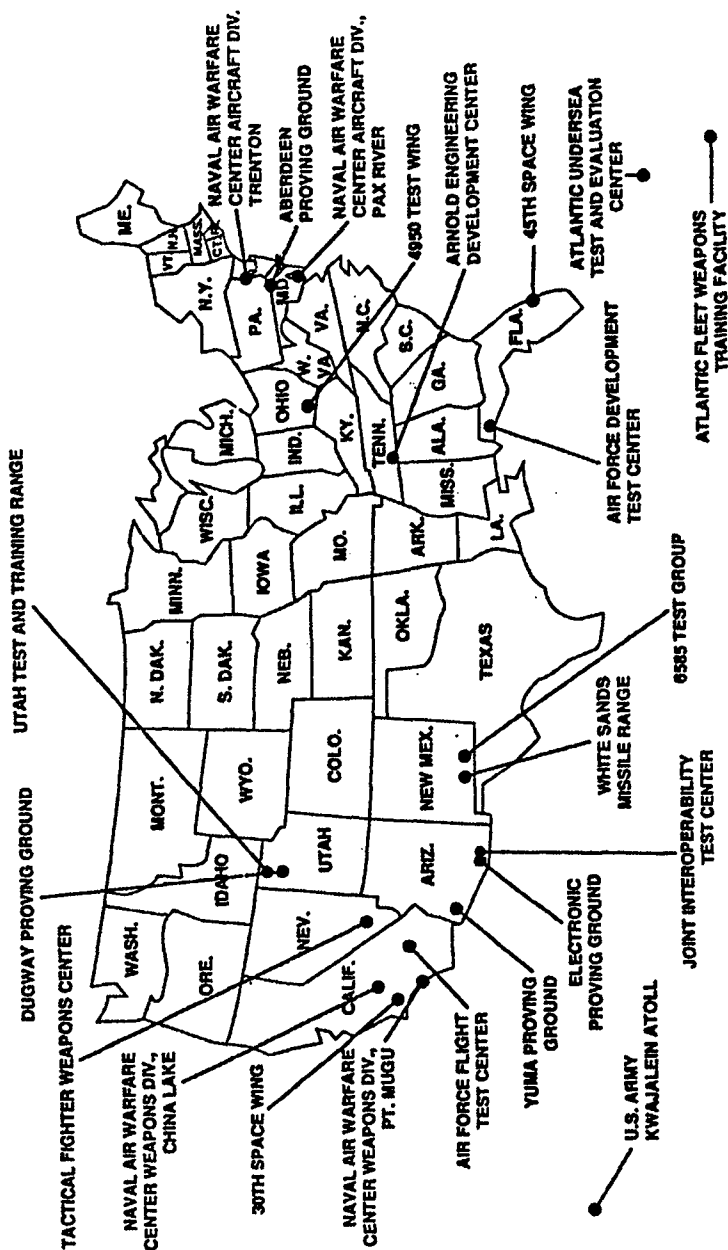 UTAH TEST AND TRAINING RANGE
DUGWAY PROVING GROUND
TACTICAL FIGHTER WEAPONS CENTER
NAVAL AIR WARFARE
CENTER WEAPONS DIV.,
CHINA LAKE
30TH SPACE WING
NAVAL AIR WARFARE
CENTER WEAPONS DIV.,
PT. MUGU
AIR FORCE FLIGHT
TEST CENTER
YUMA PROVING
GROUND
ELECTRONIC
PROVING GROUND
JOINT INTEROPERABILITY
TEST CENTER
U.S. ARMY
KWAJALEIN ATOLL
WHITE SANDS
MISSILE RANGE
6585 TEST GROUP
AIR FORCE DEVELOPMENT
TEST CENTER
ATLANTIC FLEET WEAPONS
TRAINING FACILITY
NAVAL AIR WARFARE
CENTER AIRCRAFT DIV.
TRENTON
ABERDEEN
PROVING GROUND
NAVAL AIR WARFARE
CENTER AIRCRAFT DIV.,
PAX RIVER
4950 TEST WING
ARNOLD ENGINEERING
DEVELOPMENT CENTER
45TH SPACE WING
ATLANTIC UNDERSEA
TEST AND EVALUATION
CENTER
WASH.
ORE.
CALIF.
NEV.
IDAHO
MONT.
WYO.
UTAH
COLO.
ARIZ.
NEW MEX.
N. DAK.
S. DAK.
NEB.
KAN.
OKLA.
TEXAS
MINN.
IOWA
MO.
ARK.
LA.
WISC.
ILL.
MICH.
IND.
OHIO
KY.
TENN.
MISS.
ALA.
GA.
FLA.
S.C.
N.C.
VA.
W.
VA
MD.
PA.
N.Y.
VT.
N.H.
MASS.
CT.
ME.